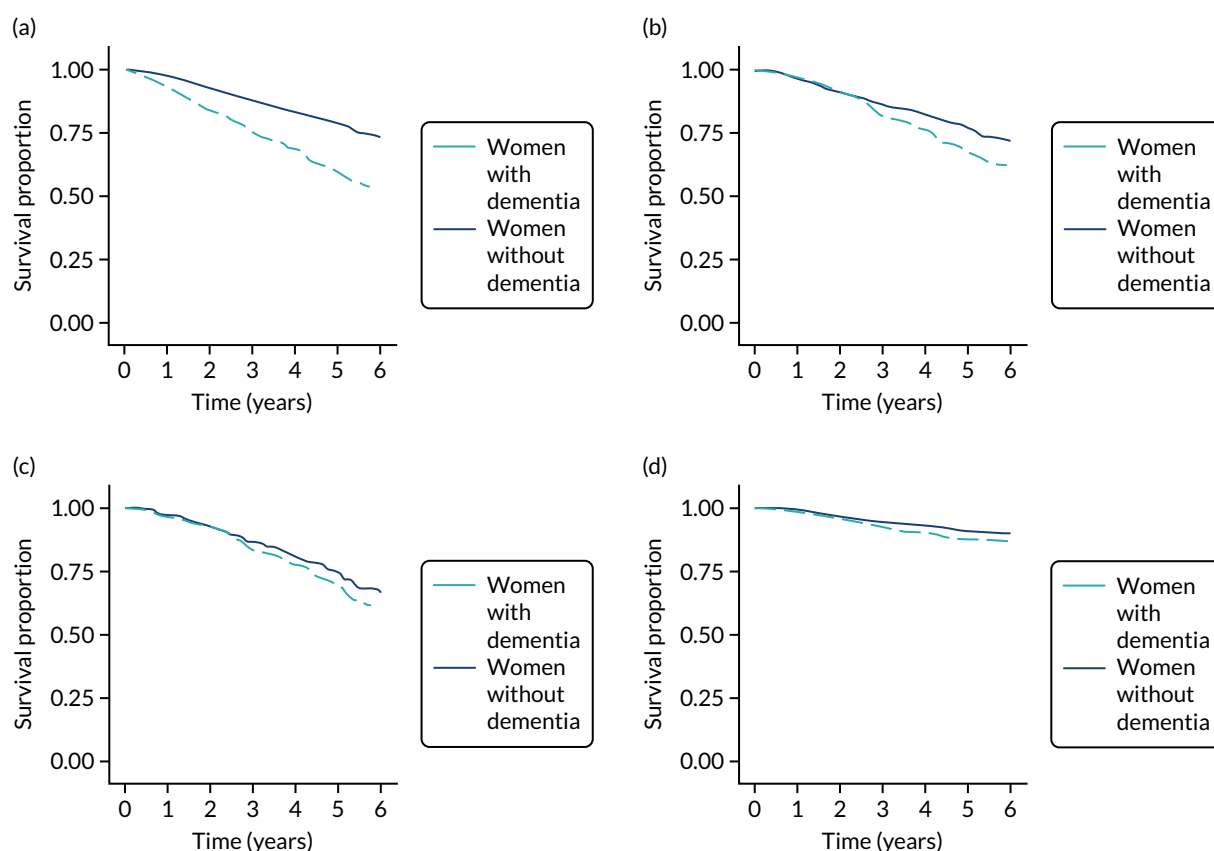 (a)
1.00
0.75
0.50
0.25
0.00
Survival proportion
0 1 2 3 4 5 6
Time (years)
Women
with
dementia
Women
without
dementia
(b)
1.00
0.75
0.50
0.25
0.00
Survival proportion
0 1 2 3 4 5 6
Time (years)
Women
with
dementia
Women
without
dementia
(c)
1.00
0.75
0.50
0.25
0.00
Survival proportion
0 1 2 3 4 5 6
Time (years)
Women
with
dementia
Women
without
dementia
(d)
1.00
0.75
0.50
0.25
0.00
Survival proportion
0 1 2 3 4 5 6
Time (years)
Women
with
dementia
Women
without
dementia